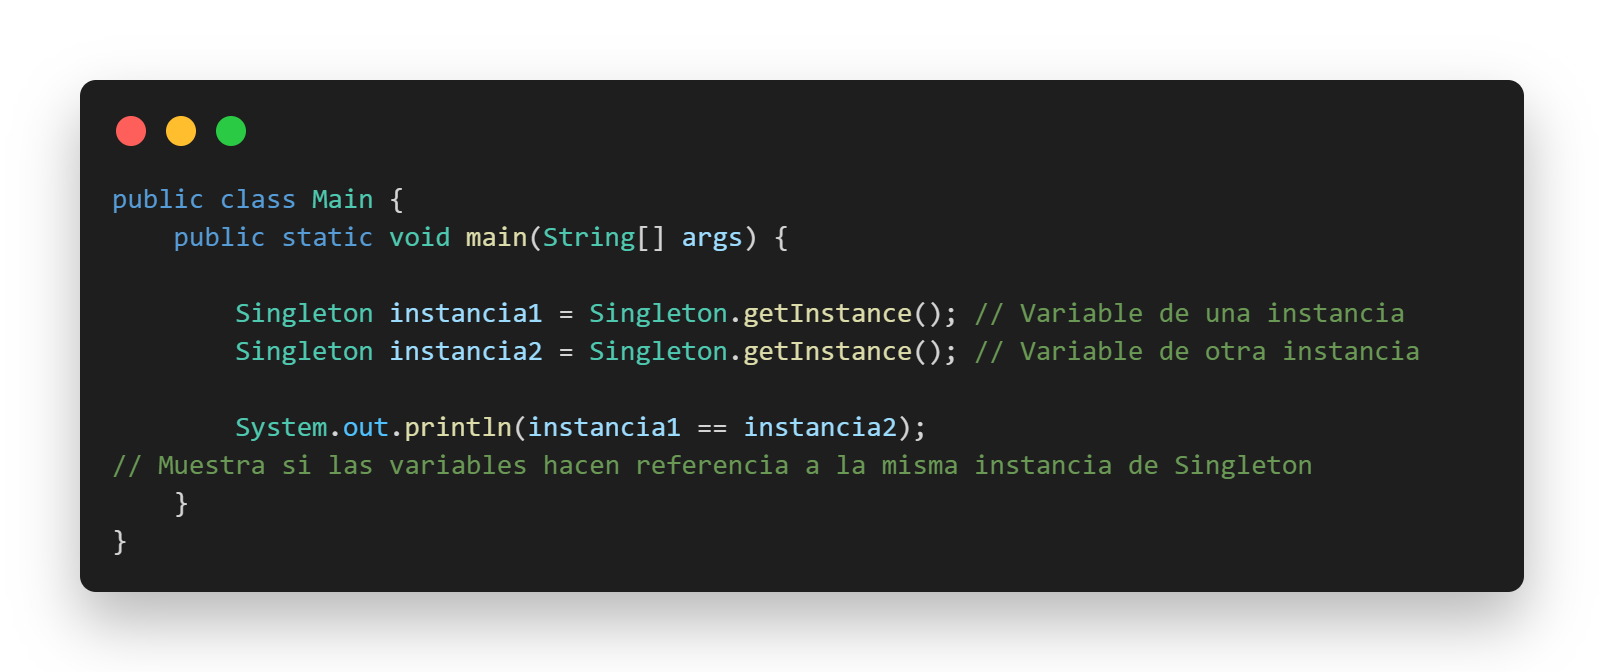 public class Main {
    public static void main(String[] args) {
        Singleton instancia1 = Singleton.getInstance(); // Variable de una instancia
        Singleton instancia2 = Singleton.getInstance(); // Variable de otra instancia
        System.out.println(instancia1 == instancia2);
// Muestra si las variables hacen referencia a la misma instancia de Singleton
    }
}